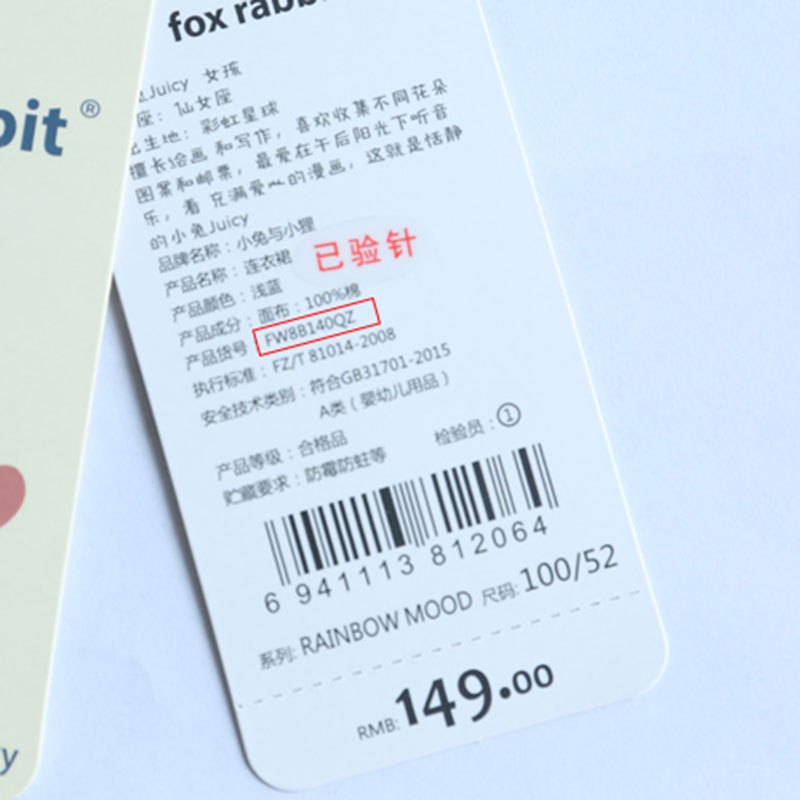 bit®
y
fox rabbi
Juicy 女孩
座：仙女座
生地：彩虹星球
擅长绘画 和写作，喜欢收集不同花朵
图案和邮票，最爱在午后阳光下听音
乐，看 充满爱心的漫画，这就是恬静
的小兔Juicy
品牌名称：小兔与小狸
产品名称：连衣裙
已验针
产品颜色：浅蓝
产品成分：面布：100%棉
产品货号 FW8B140QZ
执行标准：FZ/T 81014-2008
安全技术类别：符合GB31701-2015
A类（婴幼儿用品）
产品等级：合格品 检验员：①
贮藏要求：防霉防蛀等
6 941113 812064
系列: RAINBOW MOOD 尺码: 100/52
RMB: 149.00